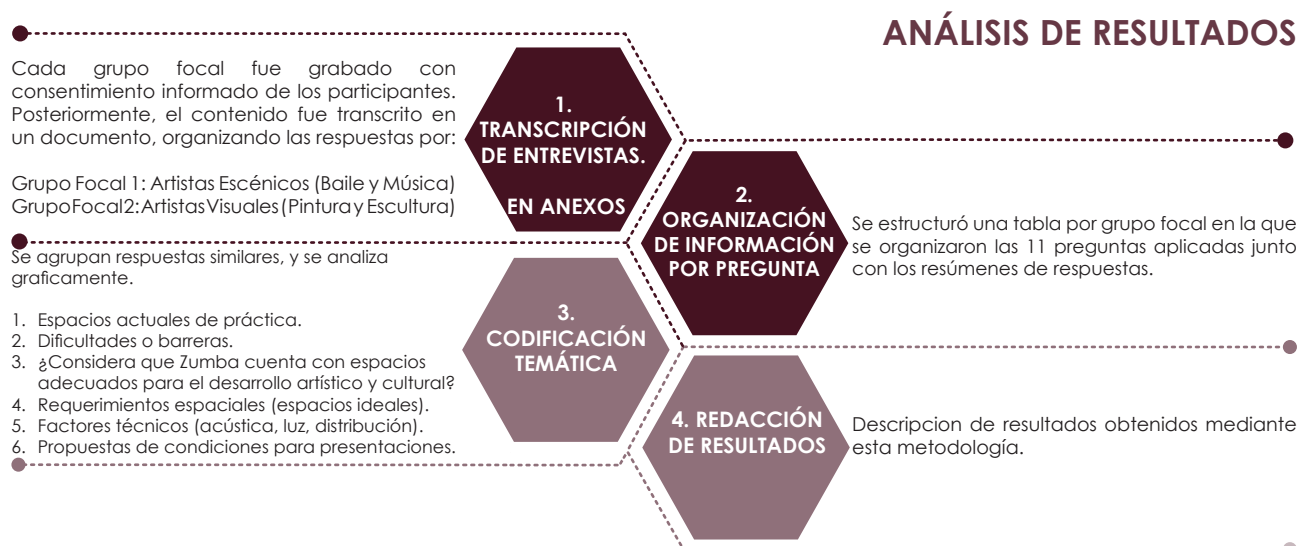 ANÁLISIS DE RESULTADOS
Cada grupo focal fue grabado con
consentimiento informado de los participantes.
Posteriormente, el contenido fue transcrito en
un documento, organizando las respuestas por:
Grupo Focal 1: Artistas Escénicos (Baile y Música)
Grupo Focal 2: Artistas Visuales (Pintura y Escultura)
1.
TRANSCRIPCIÓN
DE ENTREVISTAS.
EN ANEXOS
2.
ORGANIZACIÓN
DE INFORMACIÓN
POR PREGUNTA
Se estructuró una tabla por grupo focal en la que
se organizaron las 11 preguntas aplicadas junto
con los resúmenes de respuestas.
Se agrupan respuestas similares, y se analiza
graficamente.
1. Espacios actuales de práctica.
2. Dificultades o barreras.
3. ¿Considera que Zumba cuenta con espacios
adecuados para el desarrollo artístico y cultural?
4. Requerimientos espaciales (espacios ideales).
5. Factores técnicos (acústica, luz, distribución).
6. Propuestas de condiciones para presentaciones.
3.
CODIFICACIÓN
TEMÁTICA
4. REDACCIÓN
DE RESULTADOS
Descripcion de resultados obtenidos mediante
esta metodología.